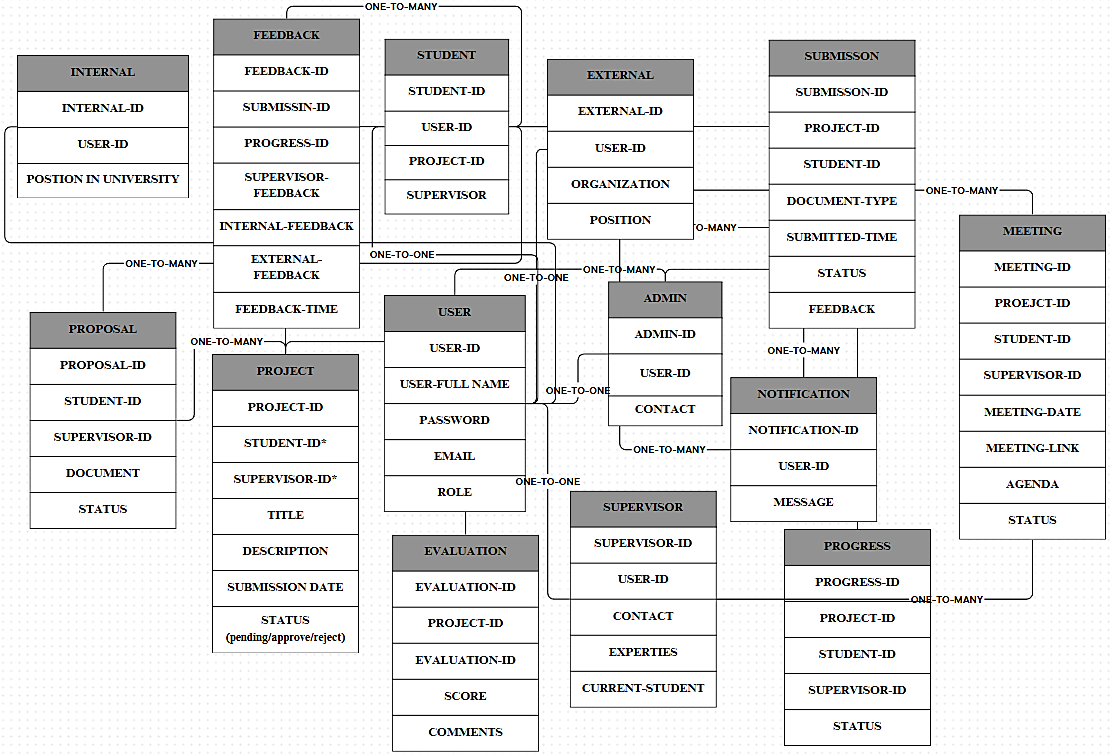 ONE-TO-MANY
INTERNAL
INTERNAL-ID
USER-ID
POSTION IN UNIVERSITY
FEEDBACK
FEEDBACK-ID
SUBMISSIN-ID
PROGRESS-ID
SUPERVISOR-
FEEDBACK
INTERNAL-FEEDBACK
EXTERNAL-
FEEDBACK
FEEDBACK-TIME
STUDENT
STUDENT-ID
USER-ID
PROJECT-ID
SUPERVISOR
EXTERNAL
EXTERNAL-ID
USER-ID
ORGANIZATION
POSITION
SUBMISSON
SUBMISSON-ID
PROJECT-ID
STUDENT-ID
DOCUMENT-TYPE
SUBMITTED-TIME
STATUS
FEEDBACK
ONE-TO-MANY
TO-MANY
MEETING
MEETING-ID
PROEJCT-ID
STUDENT-ID
SUPERVISOR-ID
MEETING-DATE
MEETING-LINK
AGENDA
STATUS
ONE-TO-MANY
ONE-TO-ONE
ONE-TO-ONE
ONE-TO-MANY
PROPOSAL
PROPOSAL-ID
STUDENT-ID
SUPERVISOR-ID
DOCUMENT
STATUS
ONE-TO-MANY
PROJECT
PROJECT-ID
STUDENT-ID*
SUPERVISOR-ID*
TITLE
DESCRIPTION
SUBMISSION DATE
STATUS
(pending/approve/reject)
USER
USER-ID
USER-FULL NAME
PASSWORD
EMAIL
ROLE
ADMIN
ADMIN-ID
USER-ID
CONTACT
ONE-TO-ONE
ONE-TO-MANY
ONE-TO-MANY
NOTIFICATION
NOTIFICATION-ID
USER-ID
MESSAGE
ONE-TO-ONE
EVALUATION
EVALUATION-ID
PROJECT-ID
EVALUATION-ID
SCORE
COMMENTS
SUPERVISOR
SUPERVISOR-ID
USER-ID
CONTACT
EXPERTIES
CURRENT-STUDENT
PROGRESS
PROGRESS-ID
PROJECT-ID
STUDENT-ID
SUPERVISOR-ID
STATUS
ONE-TO-MANY